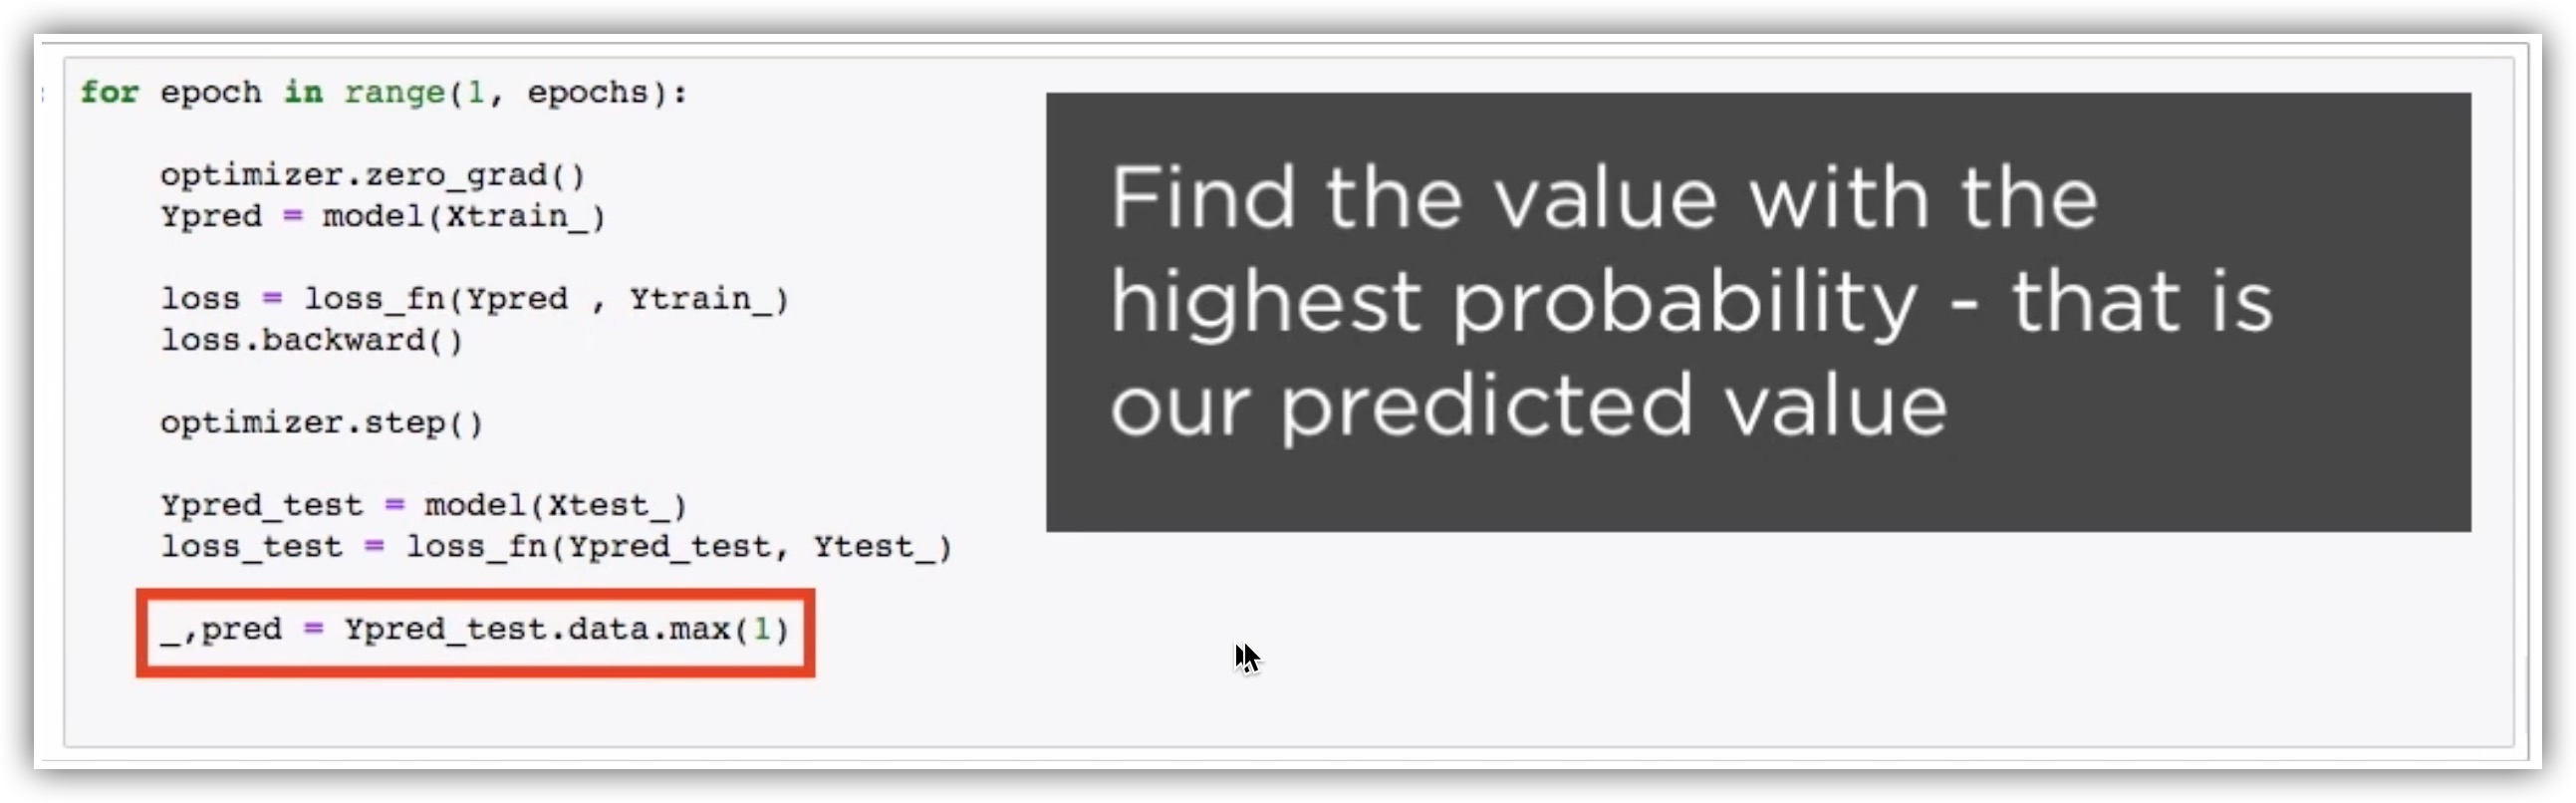 for epoch in range(1, epochs):
optimizer.zero_grad()
Ypred = model(Xtrain_)
loss = loss_fn(Ypred , Ytrain_)
loss.backward()
optimizer.step()
Ypred_test = model(Xtest_)
loss_test = loss_fn(Ypred_test, Ytest_)
_,pred = Ypred_test.data.max(1)
Find the value with the
highest probability - that is
our predicted value